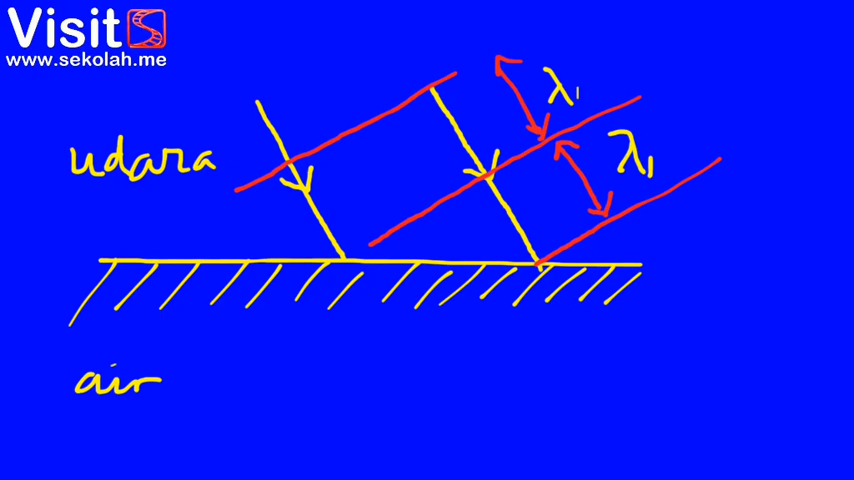 Visit S
www.sekolah.me
λ₁
udara
λ₁
air